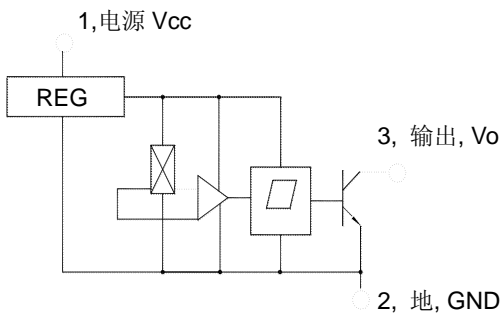 1,电源 Vcc
REG
3, 输出, Vo
2, 地, GND